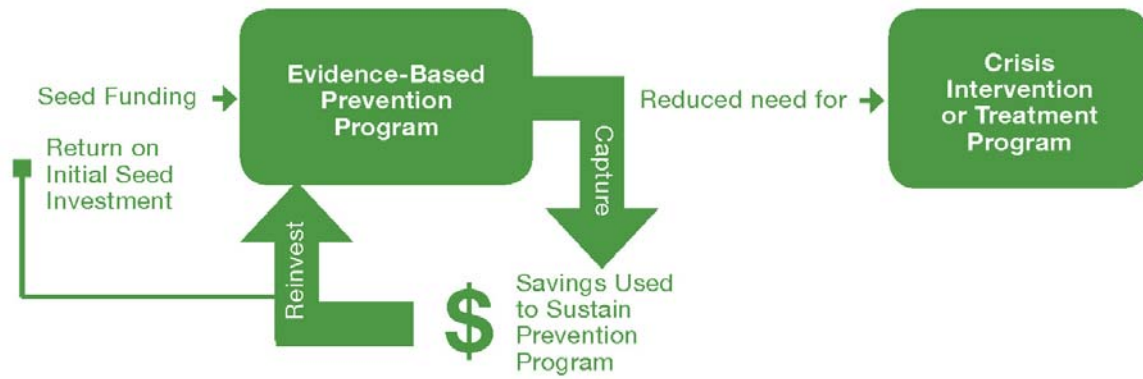 Seed Funding
Evidence-Based
Prevention
Program
Capture
Reduced need for
Crisis
Intervention
or Treatment
Program
Return on
Initial Seed
Investment
Reinvest
$
Savings Used
to Sustain
Prevention
Program